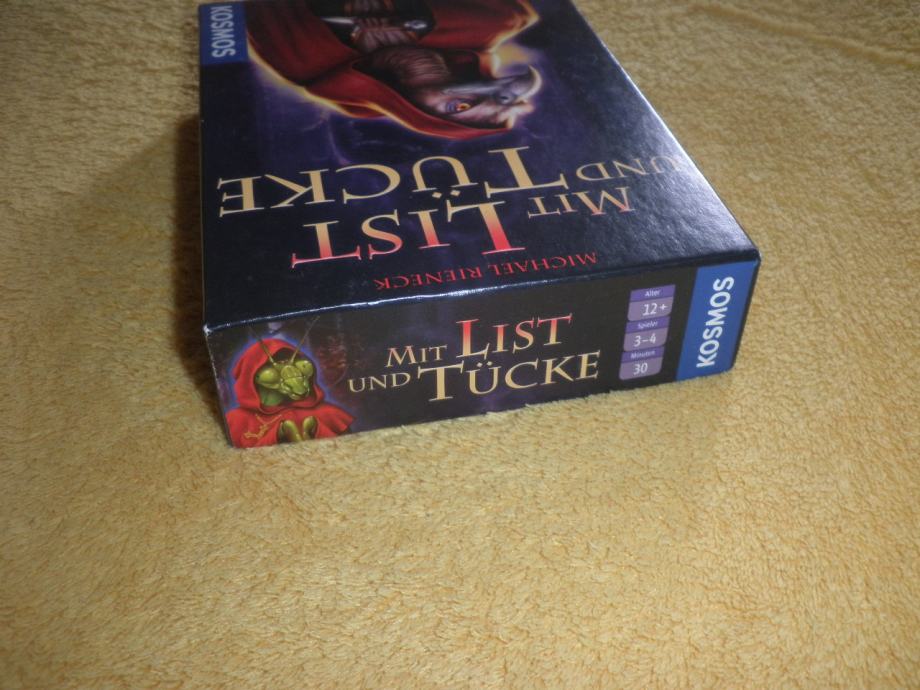 KOSMOS
MICHAEL RIENECK
MIT LIST
UND TÜCKE
MIT LIST
UND TÜCKE
Alter
12+
Spieler
3-4
Minuten
30
KOSMOS